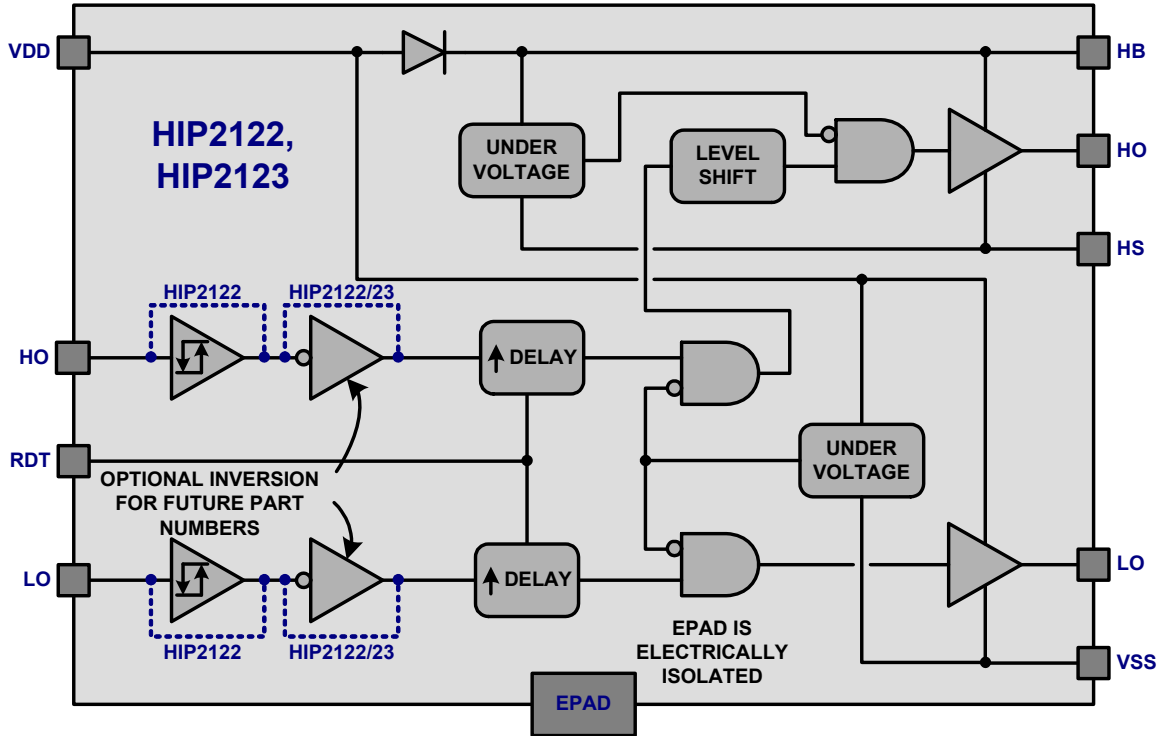 VDD
HB
HIP2122,
HIP2123
UNDER
VOLTAGE
LEVEL
SHIFT
HO
HS
HIP2122
HIP2122/23
HO
DELAY
RDT
OPTIONAL INVERSION
FOR FUTURE PART
NUMBERS
UNDER
VOLTAGE
LO
DELAY
LO
HIP2122
HIP2122/23
EPAD IS
ELECTRICALLY
ISOLATED
VSS
EPAD